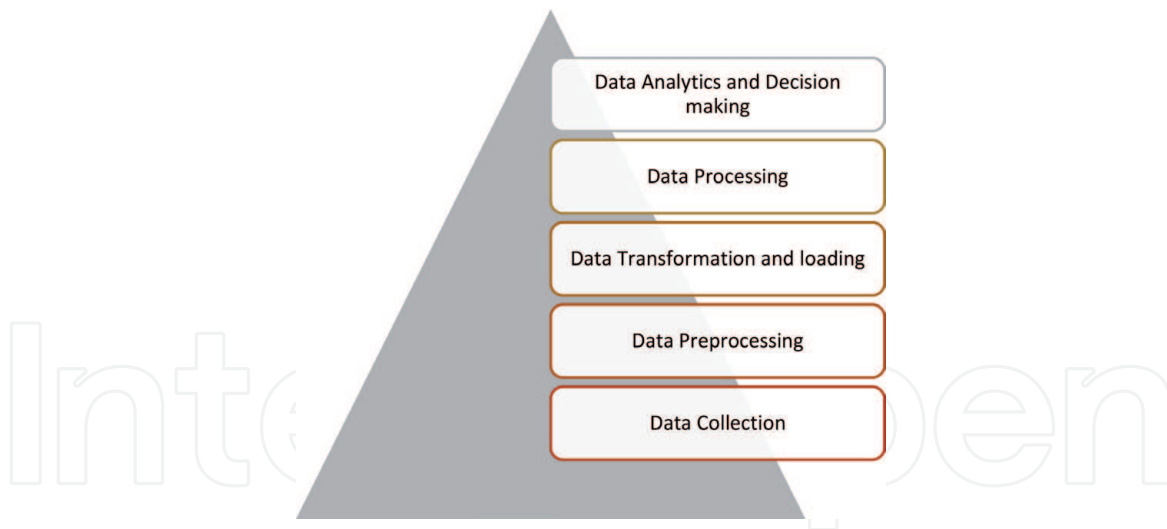 Data Analytics and Decision
making
Data Processing
Data Transformation and loading
Data Preprocessing
Data Collection